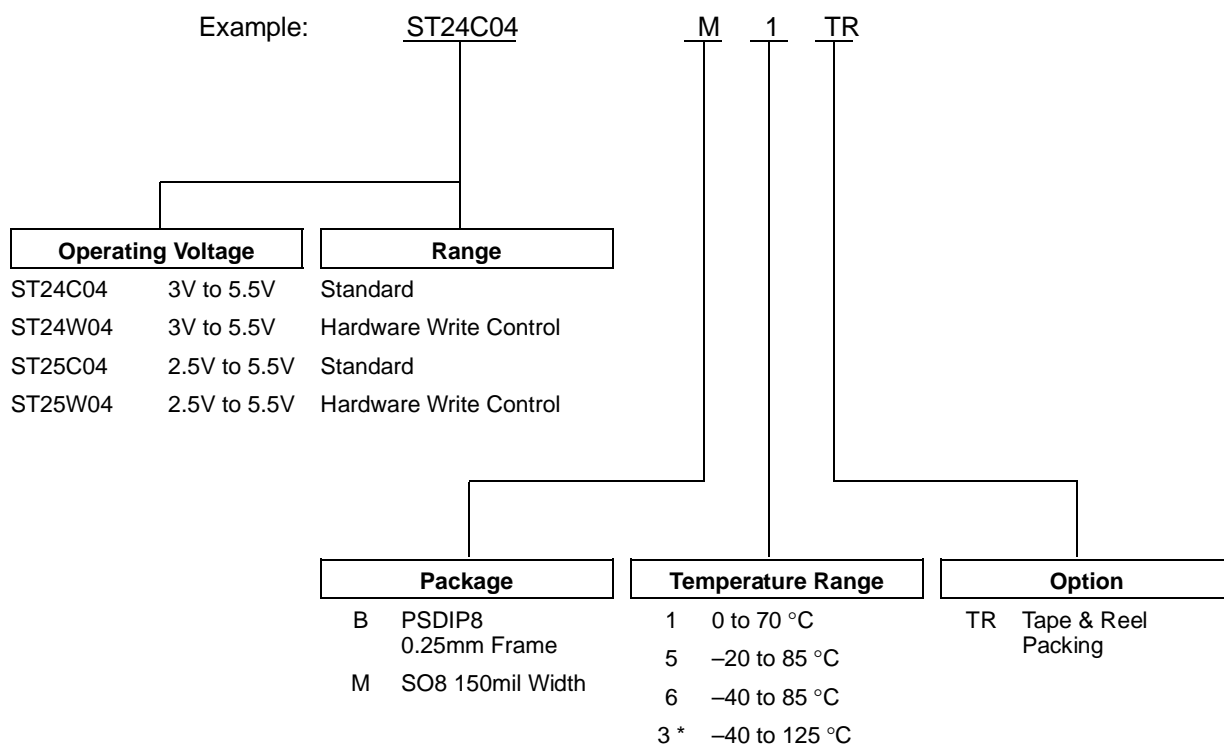 Example: ST24C04 M 1 TR
Operating Voltage Range
ST24C04 3V to 5.5V Standard
ST24W04 3V to 5.5V Hardware Write Control
ST25C04 2.5V to 5.5V Standard
ST25W04 2.5V to 5.5V Hardware Write Control
Package
B PSDIP8
0.25mm Frame
M SO8 150mil Width
Temperature Range
1 0 to 70 °C
5 –20 to 85 °C
6 –40 to 85 °C
3 * –40 to 125 °C
Option
TR Tape & Reel
Packing